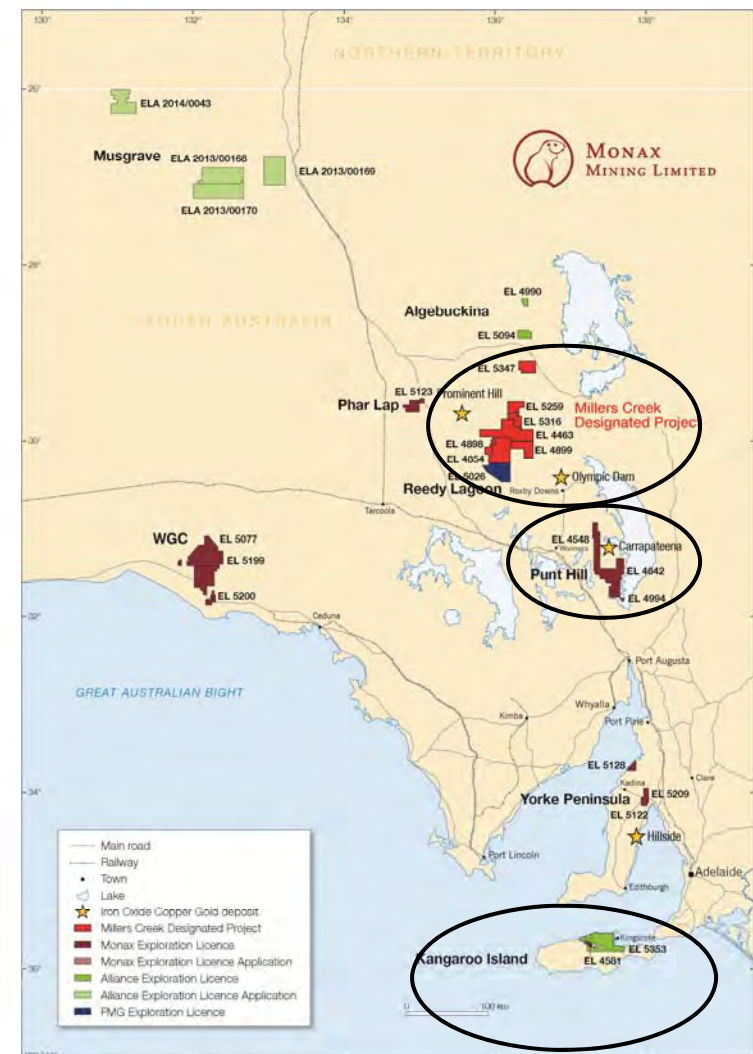 130°
132°
134°
136°
138°
NORTHERN TERRITORY
26°
ELA 2014/0043
Musgrave
ELA 2013/00168
ELA 2013/00169
ELA 2013/00170
MONAX
MINING LIMITED
28°
EL 4990
Algebuckina
SOUTH AUSTRALIA
EL 5094
EL 5347
EL 5123
Prominent Hill
Phar Lap
EL 5259
Millers Creek
Designated Project
EL 5316
30°
EL 4898
EL 4463
EL 4854
EL 4899
EL 5026
Olympic Dam
Reedy Lagoon
Roxby Downs
Tarcoola
WGC
EL 5077
EL 4548
Woomera
Carrapateena
EL 5199
Punt Hill
EL 4642
EL 5200
EL 4994
32°
Ceduna
Port Augusta
GREAT AUSTRALIAN BIGHT
Whyalla
Kimba
Port Pirie
EL 5128
Kadina
Clare
34°
Yorke Peninsula
EL 5209
EL 5122
Hillside
Main road
Railway
Port Lincoln
Town
Adelaide
Lake
Edithburgh
Iron Oxide Copper Gold deposit
Millers Creek Designated Project
Monax Exploration Licence
Kingscote
Monax Exploration Licence Application
EL 5353
Kangaroo Island
EL 4581
Alliance Exploration Licence
36°
Alliance Exploration Licence Application
FMG Exploration Licence
0
100 km